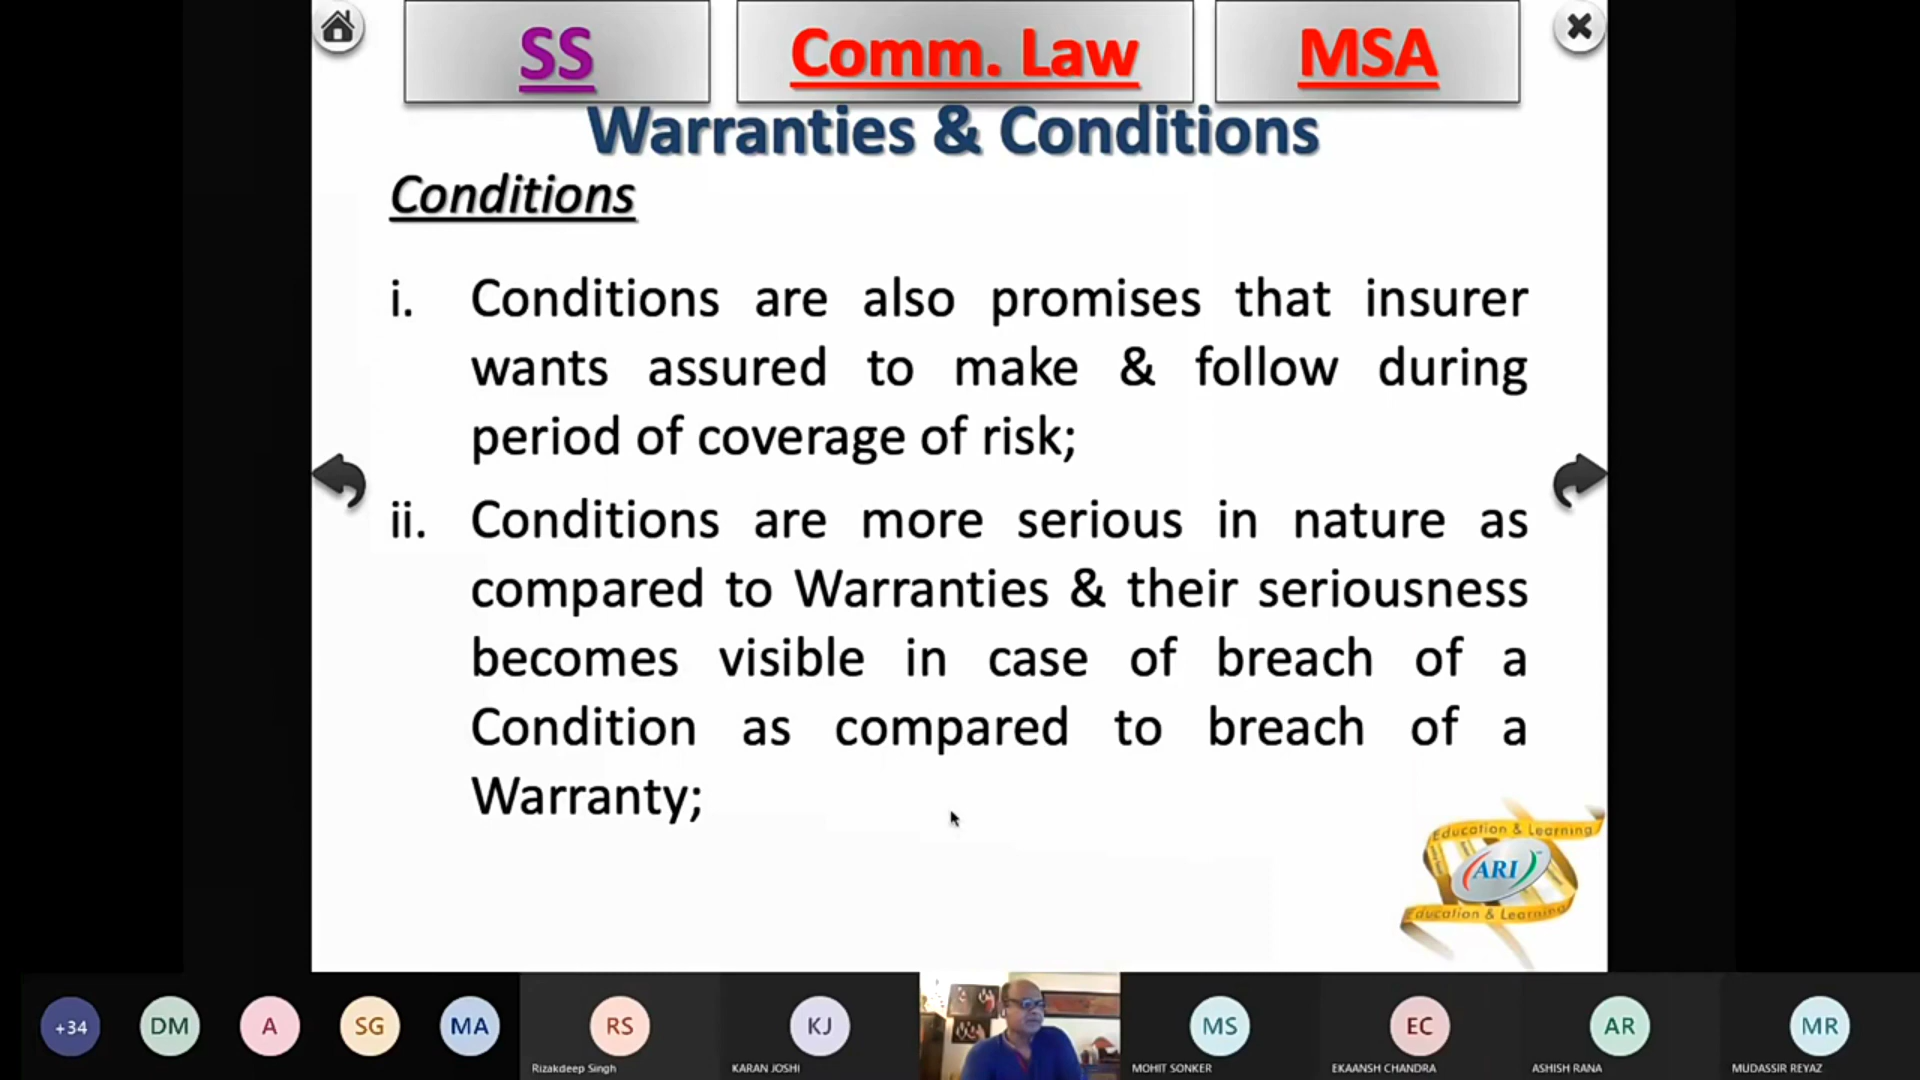 SS
Comm. Law
MSA
Warranties & Conditions
Conditions
i. Conditions are also promises that insurer
wants assured to make & follow during
period of coverage of risk;
ii. Conditions are more serious in nature as
compared to Warranties & their seriousness
becomes visible in case of breach of a
Condition as compared to breach of a
Warranty;
Education & Learning
ARI
Education & Learning
+34
DM
A
SG
MA
RS
KJ
MS
EC
AR
MR
Rizakdeep Singh
KARAN JOSHI
MOHIT SONKER
EKAANSH CHANDRA
ASHISH RANA
MUDASSIR REYAZ